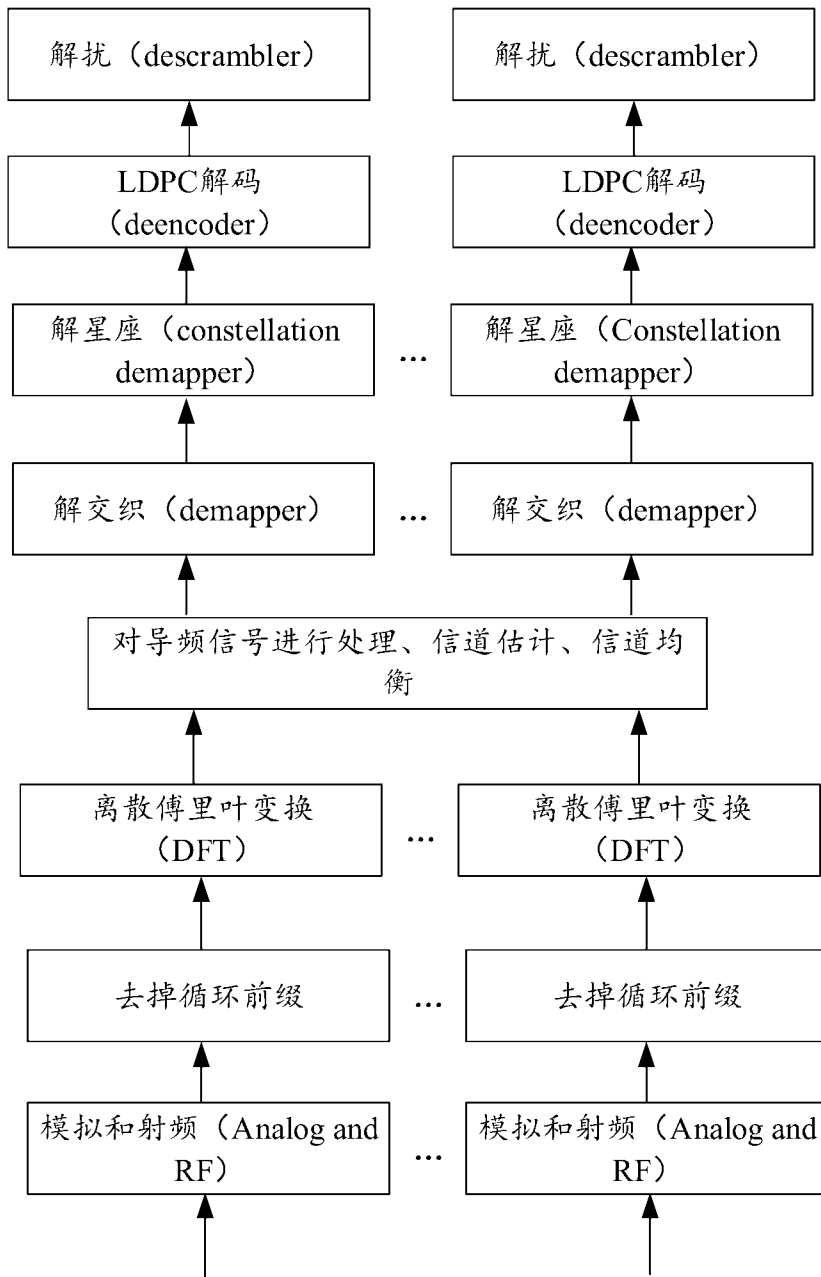 解扰（descrambler）
解扰（descrambler）
LDPC解码
（deencoder）
LDPC解码
（deencoder）
解星座（constellation
demapper）
...
解星座（Constellation
demapper）
解交织（demapper）
...
解交织（demapper）
对导频信号进行处理、信道估计、信道均
衡
离散傅里叶变换
（DFT）
...
离散傅里叶变换
（DFT）
去掉循环前缀
...
去掉循环前缀
模拟和射频（Analog and
RF）
...
模拟和射频（Analog and
RF）